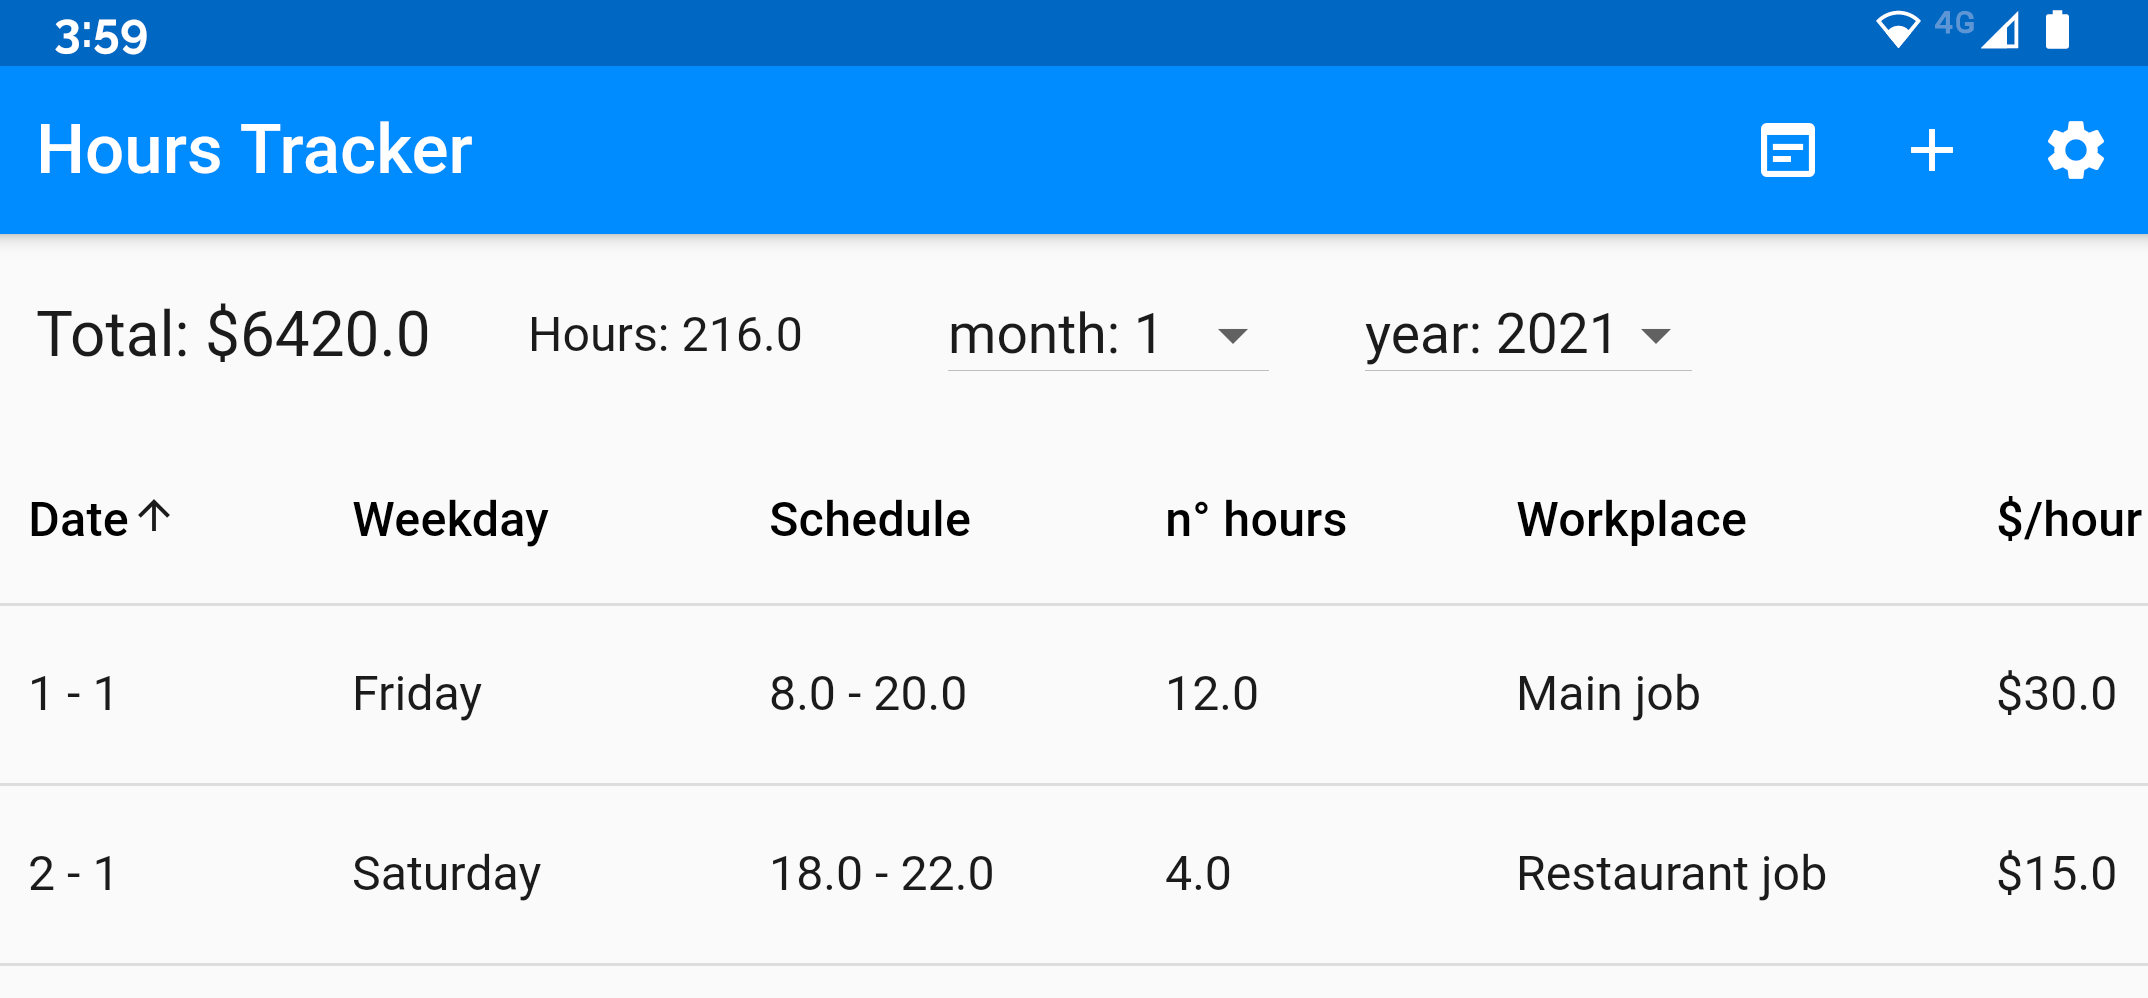 3:59 4G
Hours Tracker
Total: $6420.0 Hours: 216.0 month: 1 year: 2021
Date Weekday Schedule n° hours Workplace $/hour
1 - 1 Friday 8.0 - 20.0 12.0 Main job $30.0
2 - 1 Saturday 18.0 - 22.0 4.0 Restaurant job $15.0